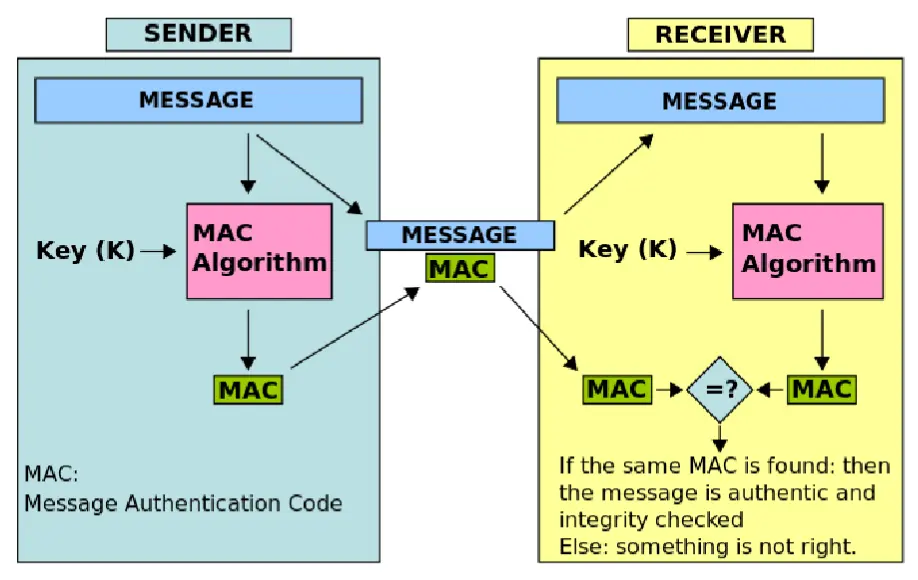 SENDER
MESSAGE
Key (K)
MAC
Algorithm
MAC
MAC:
Message Authentication Code
MESSAGE
MAC
RECEIVER
MESSAGE
Key (K)
MAC
Algorithm
MAC
=?
MAC
If the same MAC is found: then
the message is authentic and
integrity checked
Else: something is not right.